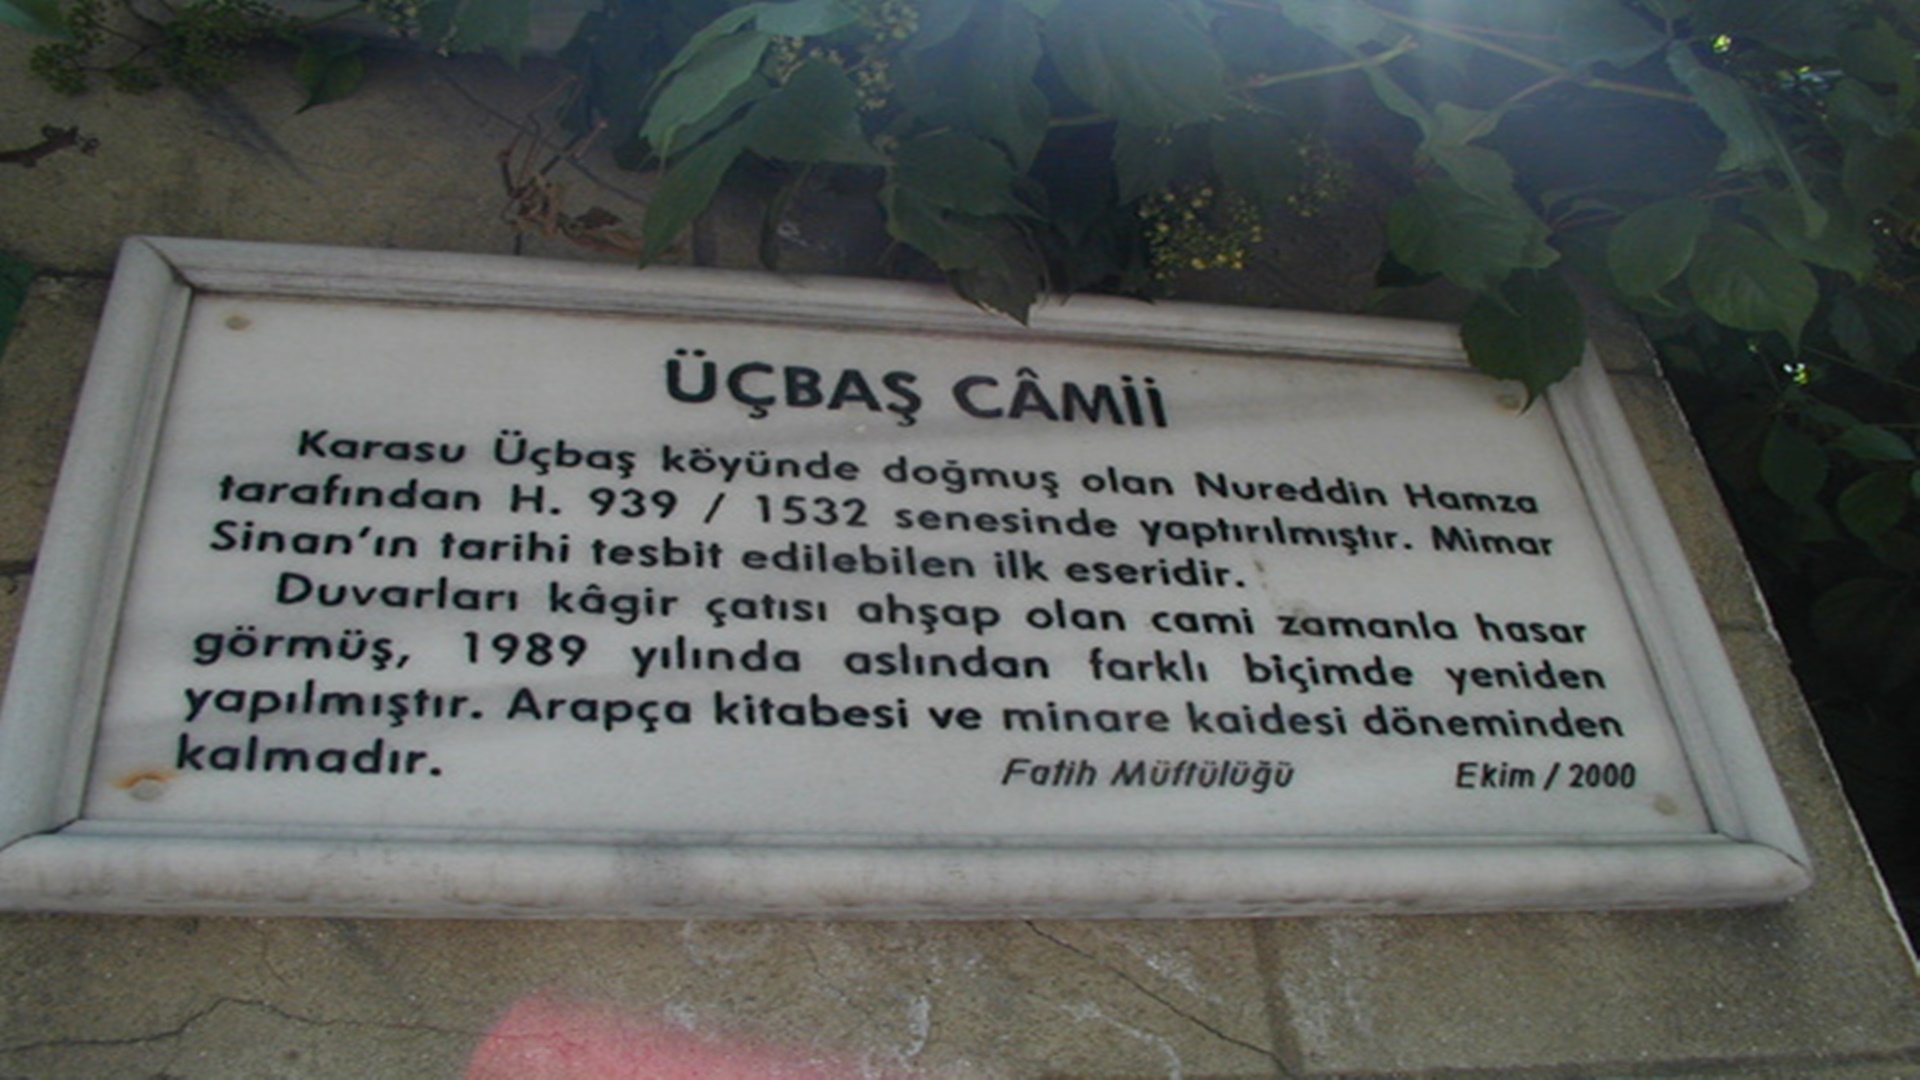 ÜÇBAŞ CÂMİİ
Karasu Üçbaş köyünde doğmuş olan Nureddin Hamza
tarafından H. 939 / 1532 senesinde yaptırılmıştır. Mimar
Sinan'ın tarihi tesbit edilebilen ilk eseridir.
Duvarları kâgir çatısı ahşap olan cami zamanla hasar
görmüş, 1989 yılında aslından farklı biçimde yeniden
yapılmıştır. Arapça kitabesi ve minare kaidesi döneminden
kalmadır.
Fatih Müftülüğü Ekim / 2000